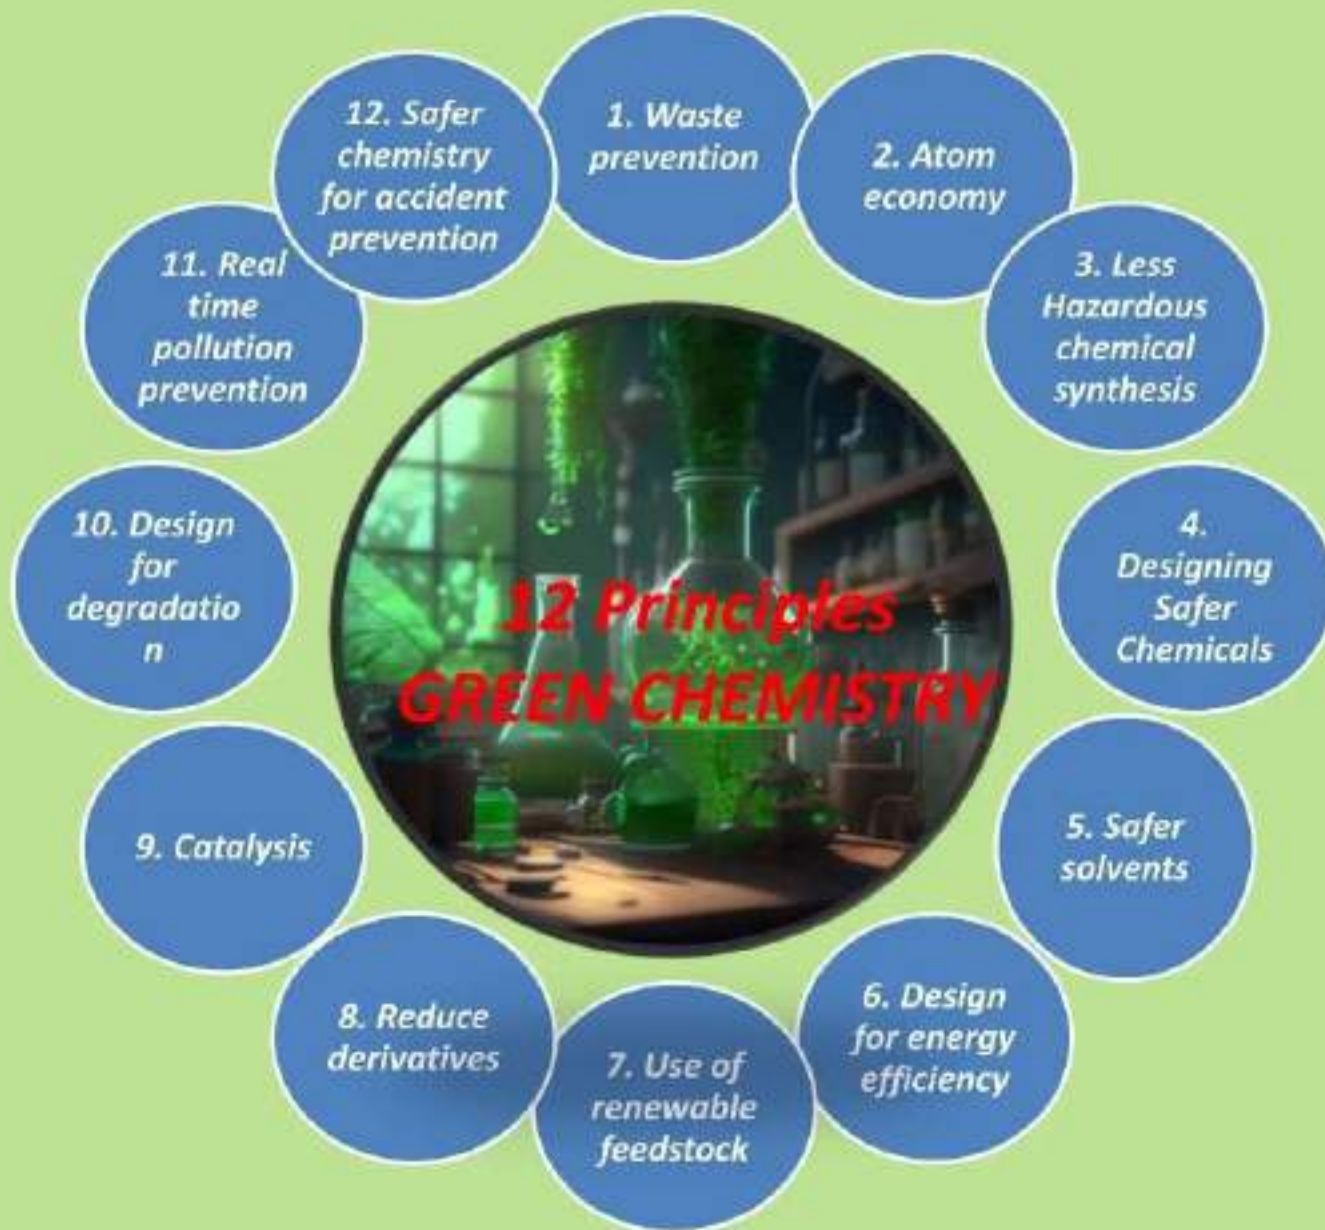 12 Principles
GREEN CHEMISTRY
1. Waste
prevention
2. Atom
economy
3. Less
Hazardous
chemical
synthesis
4.
Designing
Safer
Chemicals
5. Safer
solvents
6. Design
for energy
efficiency
7. Use of
renewable
feedstock
8. Reduce
derivatives
9. Catalysis
10. Design
for
degradatio
n
11. Real
time
pollution
prevention
12. Safer
chemistry
for accident
prevention